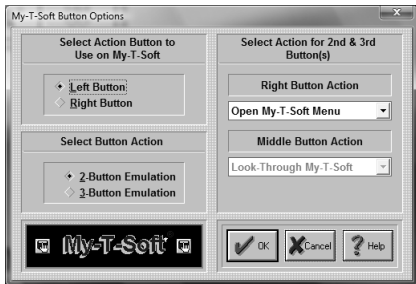 My-T-Soft Button Options
Select Action Button to
Use on My-T-Soft
Left Button
Right Button
Select Button Action
2-Button Emulation
3-Button Emulation
Select Action for 2nd & 3rd
Button(s)
Right Button Action
Open My-T-Soft Menu
Middle Button Action
Look-Through My-T-Soft
My-T-Soft
OK
Cancel
Help